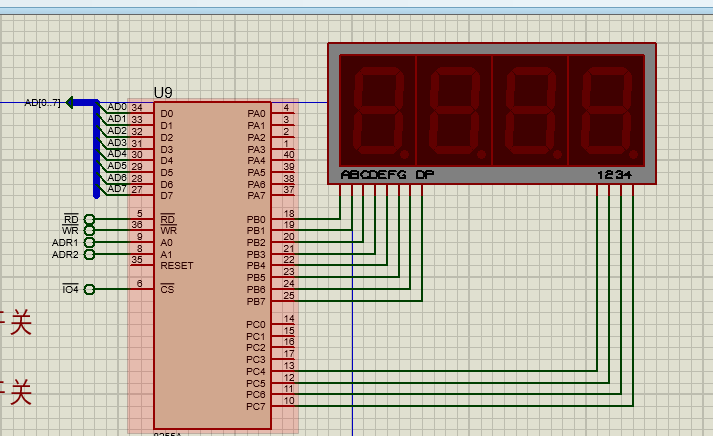 U9
AD[0..7]
AD0 34 D0 PA0 4
AD1 33 D1 PA1 3
AD2 32 D2 PA2 2
AD3 31 D3 PA3 1
AD4 30 D4 PA4 40
AD5 29 D5 PA5 39
AD6 28 D6 PA6 38
AD7 27 D7 PA7 37
ABCDEFG DP 1234
RD 5 RD PB0 18
WR 36 WR PB1 19
ADR1 9 A0 PB2 20
ADR2 8 A1 PB3 21
35 RESET PB4 22
PB5 23
IO4 6 CS PB6 24
PB7 25
PC0 14
PC1 15
PC2 16
PC3 17
PC4 13
PC5 12
PC6 11
PC7 10
关
关
8255A